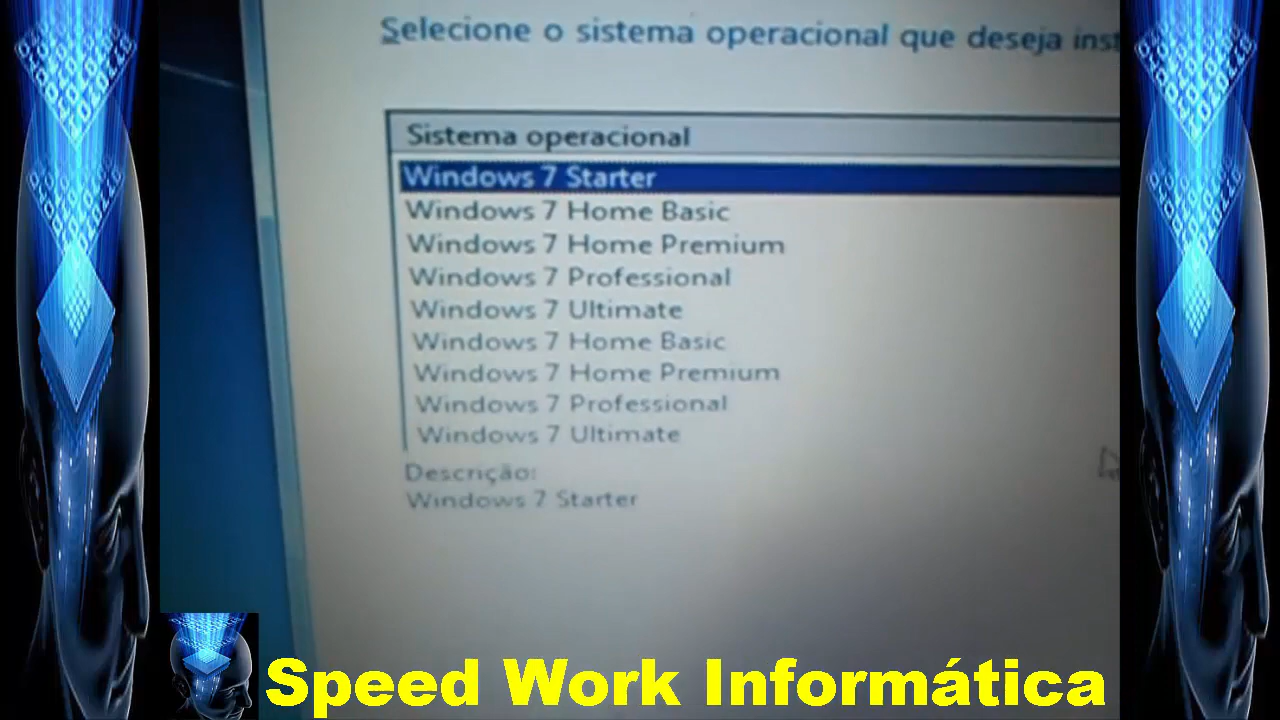 Selecione o sistema operacional que deseja
Sistema operacional
Windows 7 Starter
Windows 7 Home Basic
Windows 7 Home Premium
Windows 7 Professional
Windows 7 Ultimate
Windows 7 Home Basic
Windows 7 Home Premium
Windows 7 Professional
Windows 7 Ultimate
Descrição:
Windows 7 Starter
Speed Work Informática